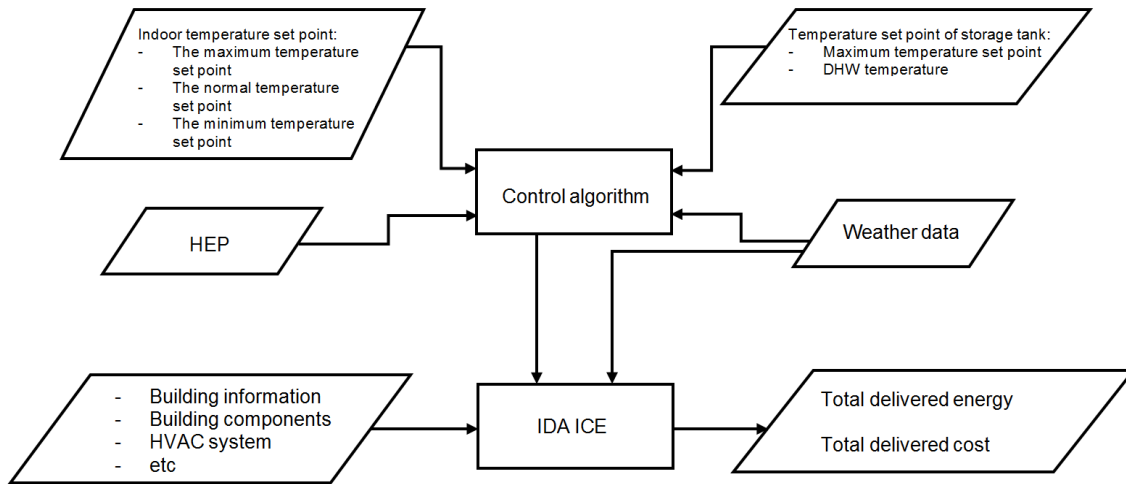 Indoor temperature set point:
- The maximum temperature
set point
- The normal temperature
set point
- The minimum temperature
set point
Temperature set point of storage tank:
- Maximum temperature set point
- DHW temperature
Control algorithm
HEP
Weather data
- Building information
- Building components
- HVAC system
- etc
IDA ICE
Total delivered energy
Total delivered cost